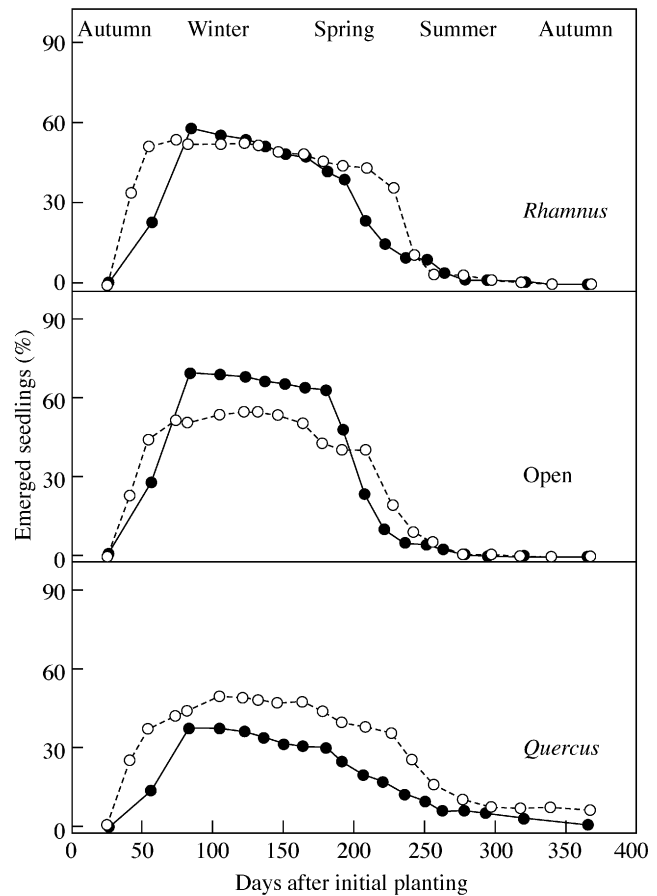 Autumn Winter Spring Summer Autumn
90
60
30
0
Rhamnus
90
60
30
0
Open
90
60
30
0
Quercus
Emerged seedlings (%)
0 50 100 150 200 250 300 350 400
Days after initial planting